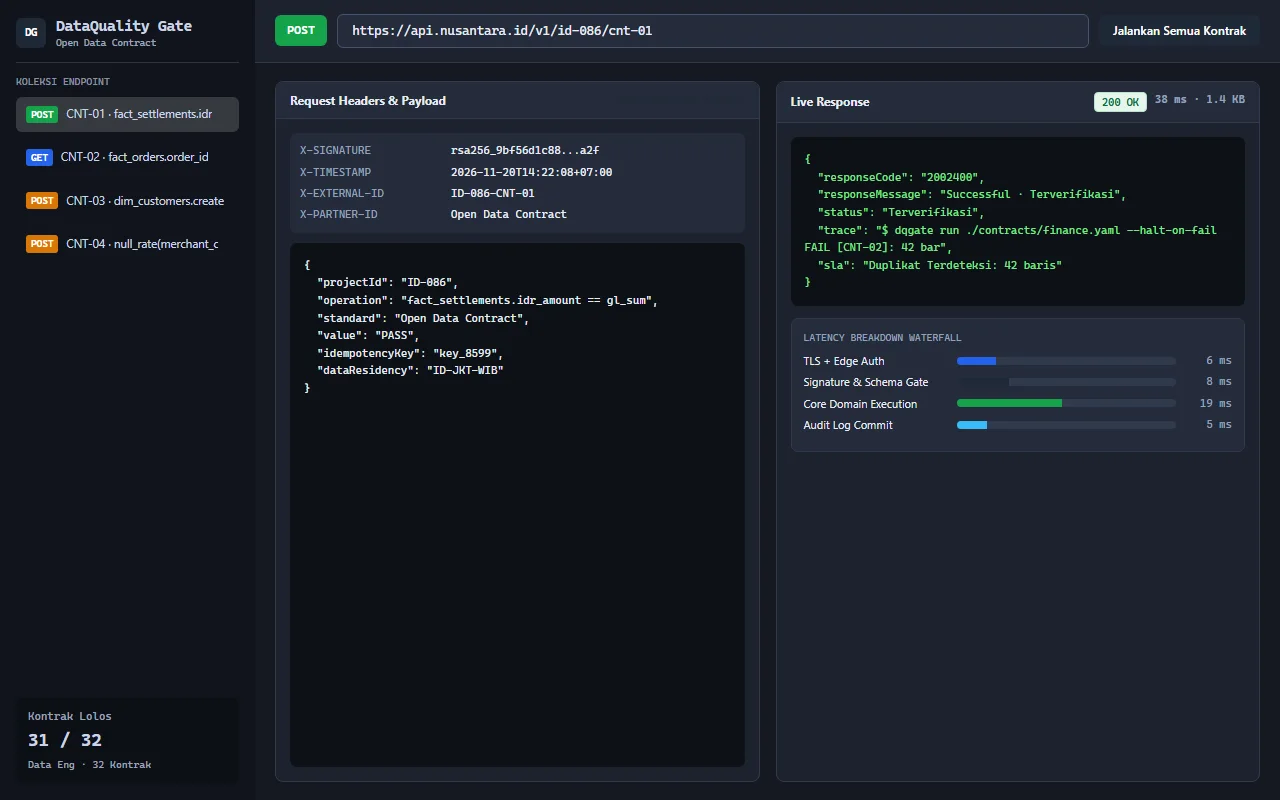 DG
DataQuality Gate
Open Data Contract
KOLEKSI ENDPOINT
POST CNT-01 · fact_settlements.idr
GET CNT-02 · fact_orders.order_id
POST CNT-03 · dim_customers.create
POST CNT-04 · null_rate(merchant_c
Kontrak Lolos
31 / 32
Data Eng · 32 Kontrak
POST https://api.nusantara.id/v1/id-086/cnt-01 Jalankan Semua Kontrak
Request Headers & Payload
X-SIGNATURE rsa256_9bf56d1c88...a2f
X-TIMESTAMP 2026-11-20T14:22:08+07:00
X-EXTERNAL-ID ID-086-CNT-01
X-PARTNER-ID Open Data Contract
{
"projectId": "ID-086",
"operation": "fact_settlements.idr_amount == gl_sum",
"standard": "Open Data Contract",
"value": "PASS",
"idempotencyKey": "key_8599",
"dataResidency": "ID-JKT-WIB"
}
Live Response 200 OK 38 ms · 1.4 KB
{
"responseCode": "2002400",
"responseMessage": "Successful · Terverifikasi",
"status": "Terverifikasi",
"trace": "$ dqgate run ./contracts/finance.yaml --halt-on-fail
FAIL [CNT-02]: 42 bar",
"sla": "Duplikat Terdeteksi: 42 baris"
}
LATENCY BREAKDOWN WATERFALL
TLS + Edge Auth 6 ms
Signature & Schema Gate 8 ms
Core Domain Execution 19 ms
Audit Log Commit 5 ms